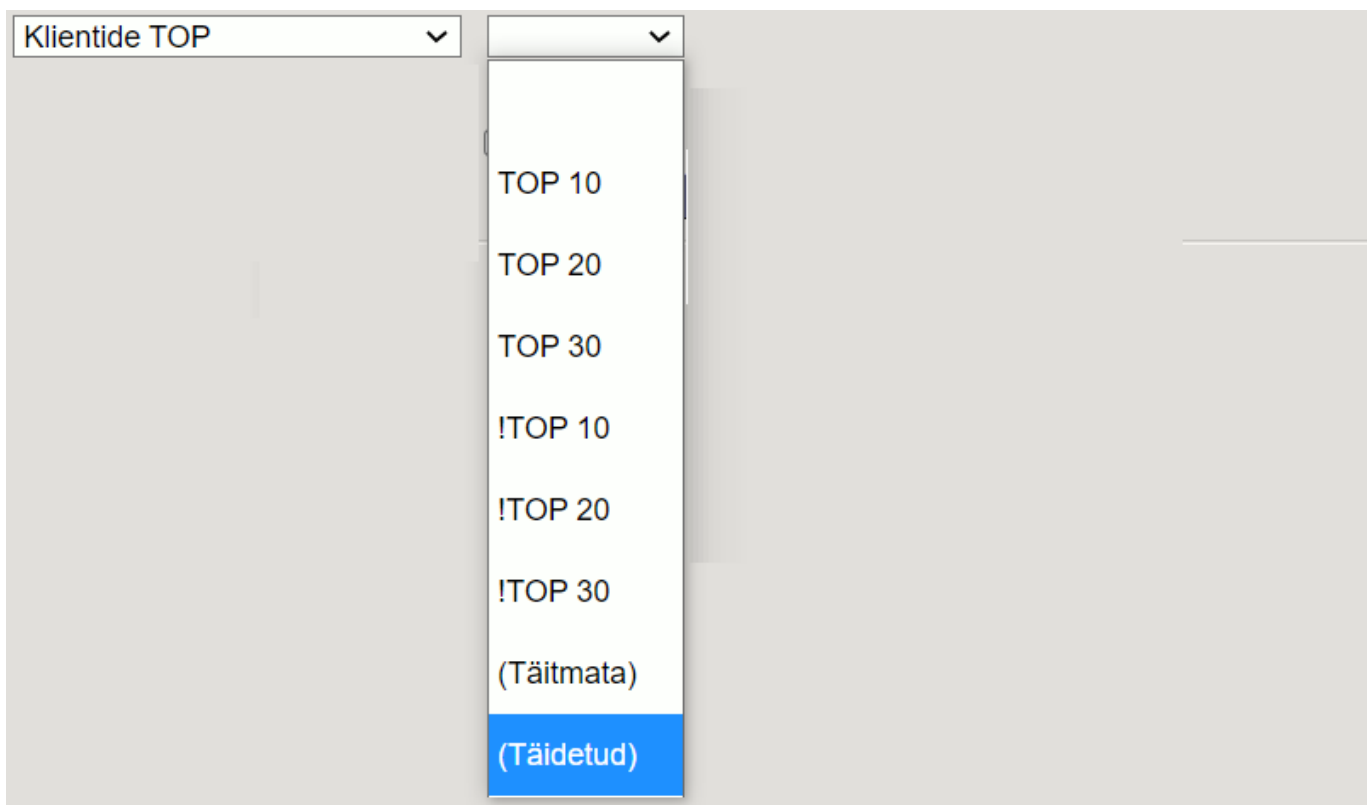 Klientide TOP
TOP 10
TOP 20
TOP 30
!TOP 10
!TOP 20
!TOP 30
(Täitmata)
(Täidetud)